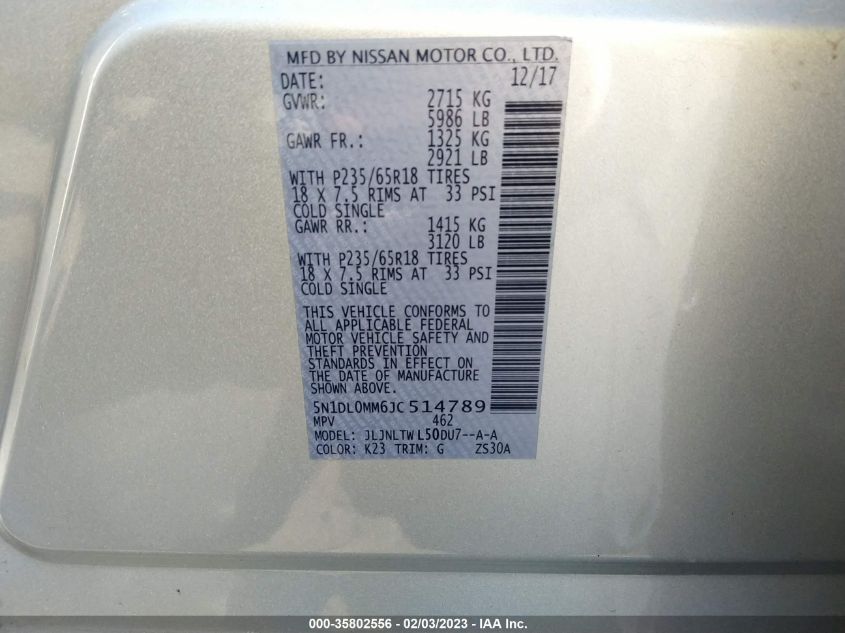 MFD BY NISSAN MOTOR CO., LTD.
DATE: 12/17
GVWR: 2715 KG
5986 LB
GAWR FR.: 1325 KG
2921 LB
WITH P235/65R18 TIRES
18 X 7.5 RIMS AT 33 PSI
COLD SINGLE
GAWR RR.: 1415 KG
3120 LB
WITH P235/65R18 TIRES
18 X 7.5 RIMS AT 33 PSI
COLD SINGLE
THIS VEHICLE CONFORMS TO
ALL APPLICABLE FEDERAL
MOTOR VEHICLE SAFETY AND
THEFT PREVENTION
STANDARDS IN EFFECT ON
THE DATE OF MANUFACTURE
SHOWN ABOVE.
5N1DL0MM6JC514789
MPV 462
MODEL: JLJNLTWL50DU7--A-A
COLOR: K23 TRIM: G ZS30A
000-35802556 - 02/03/2023 - IAA Inc.